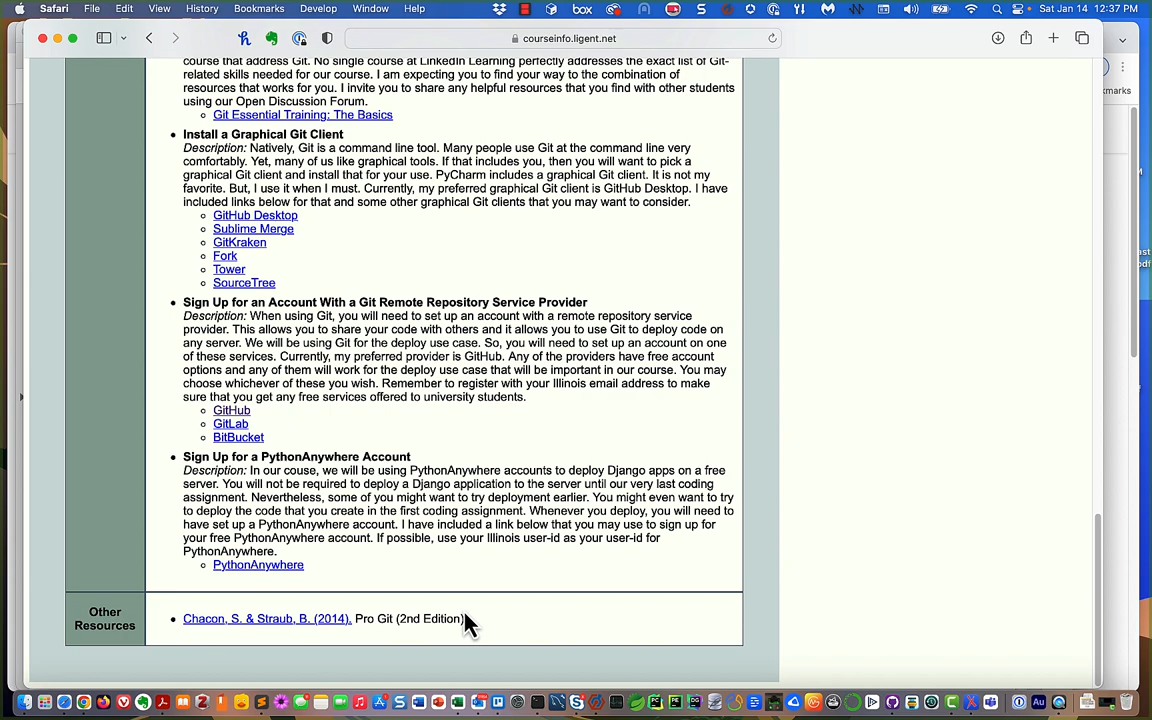 Safari File Edit View History Bookmarks Develop Window Help box Sat Jan 14 12:37 PM
courseinfo.ligent.net
course that address Git. No single course at LinkedIn Learning perfectly addresses the exact list of Git-
related skills needed for our course. I am expecting you to find your way to the combination of
resources that works for you. I invite you to share any helpful resources that you find with other students
using our Open Discussion Forum.
Git Essential Training: The Basics
Install a Graphical Git Client
Description: Natively, Git is a command line tool. Many people use Git at the command line very
comfortably. Yet, many of us like graphical tools. If that includes you, then you will want to pick a
graphical Git client and install that for your use. PyCharm includes a graphical Git client. It is not my
favorite. But, I use it when I must. Currently, my preferred graphical Git client is GitHub Desktop. I have
included links below for that and some other graphical Git clients that you may want to consider.
GitHub Desktop
Sublime Merge
GitKraken
Fork
Tower
SourceTree
Sign Up for an Account With a Git Remote Repository Service Provider
Description: When using Git, you will need to set up an account with a remote repository service
provider. This allows you to share your code with others and it allows you to use Git to deploy code on
any server. We will be using Git for the deploy use case. So, you will need to set up an account on one
of these services. Currently, my preferred provider is GitHub. Any of the providers have free account
options and any of them will work for the deploy use case that will be important in our course. You may
choose whichever of these you wish. Remember to register with your Illinois email address to make
sure that you get any free services offered to university students.
GitHub
GitLab
BitBucket
Sign Up for a PythonAnywhere Account
Description: In our couse, we will be using PythonAnywhere accounts to deploy Django apps on a free
server. You will not be required to deploy a Django application to the server until our very last coding
assignment. Nevertheless, some of you might want to try deployment earlier. You might even want to try
to deploy the code that you create in the first coding assignment. Whenever you deploy, you will need to
have set up a PythonAnywhere account. I have included a link below that you may use to sign up for
your free PythonAnywhere account. If possible, use your Illinois user-id as your user-id for
PythonAnywhere.
PythonAnywhere
Other
Resources
Chacon, S. & Straub, B. (2014). Pro Git (2nd Edition)